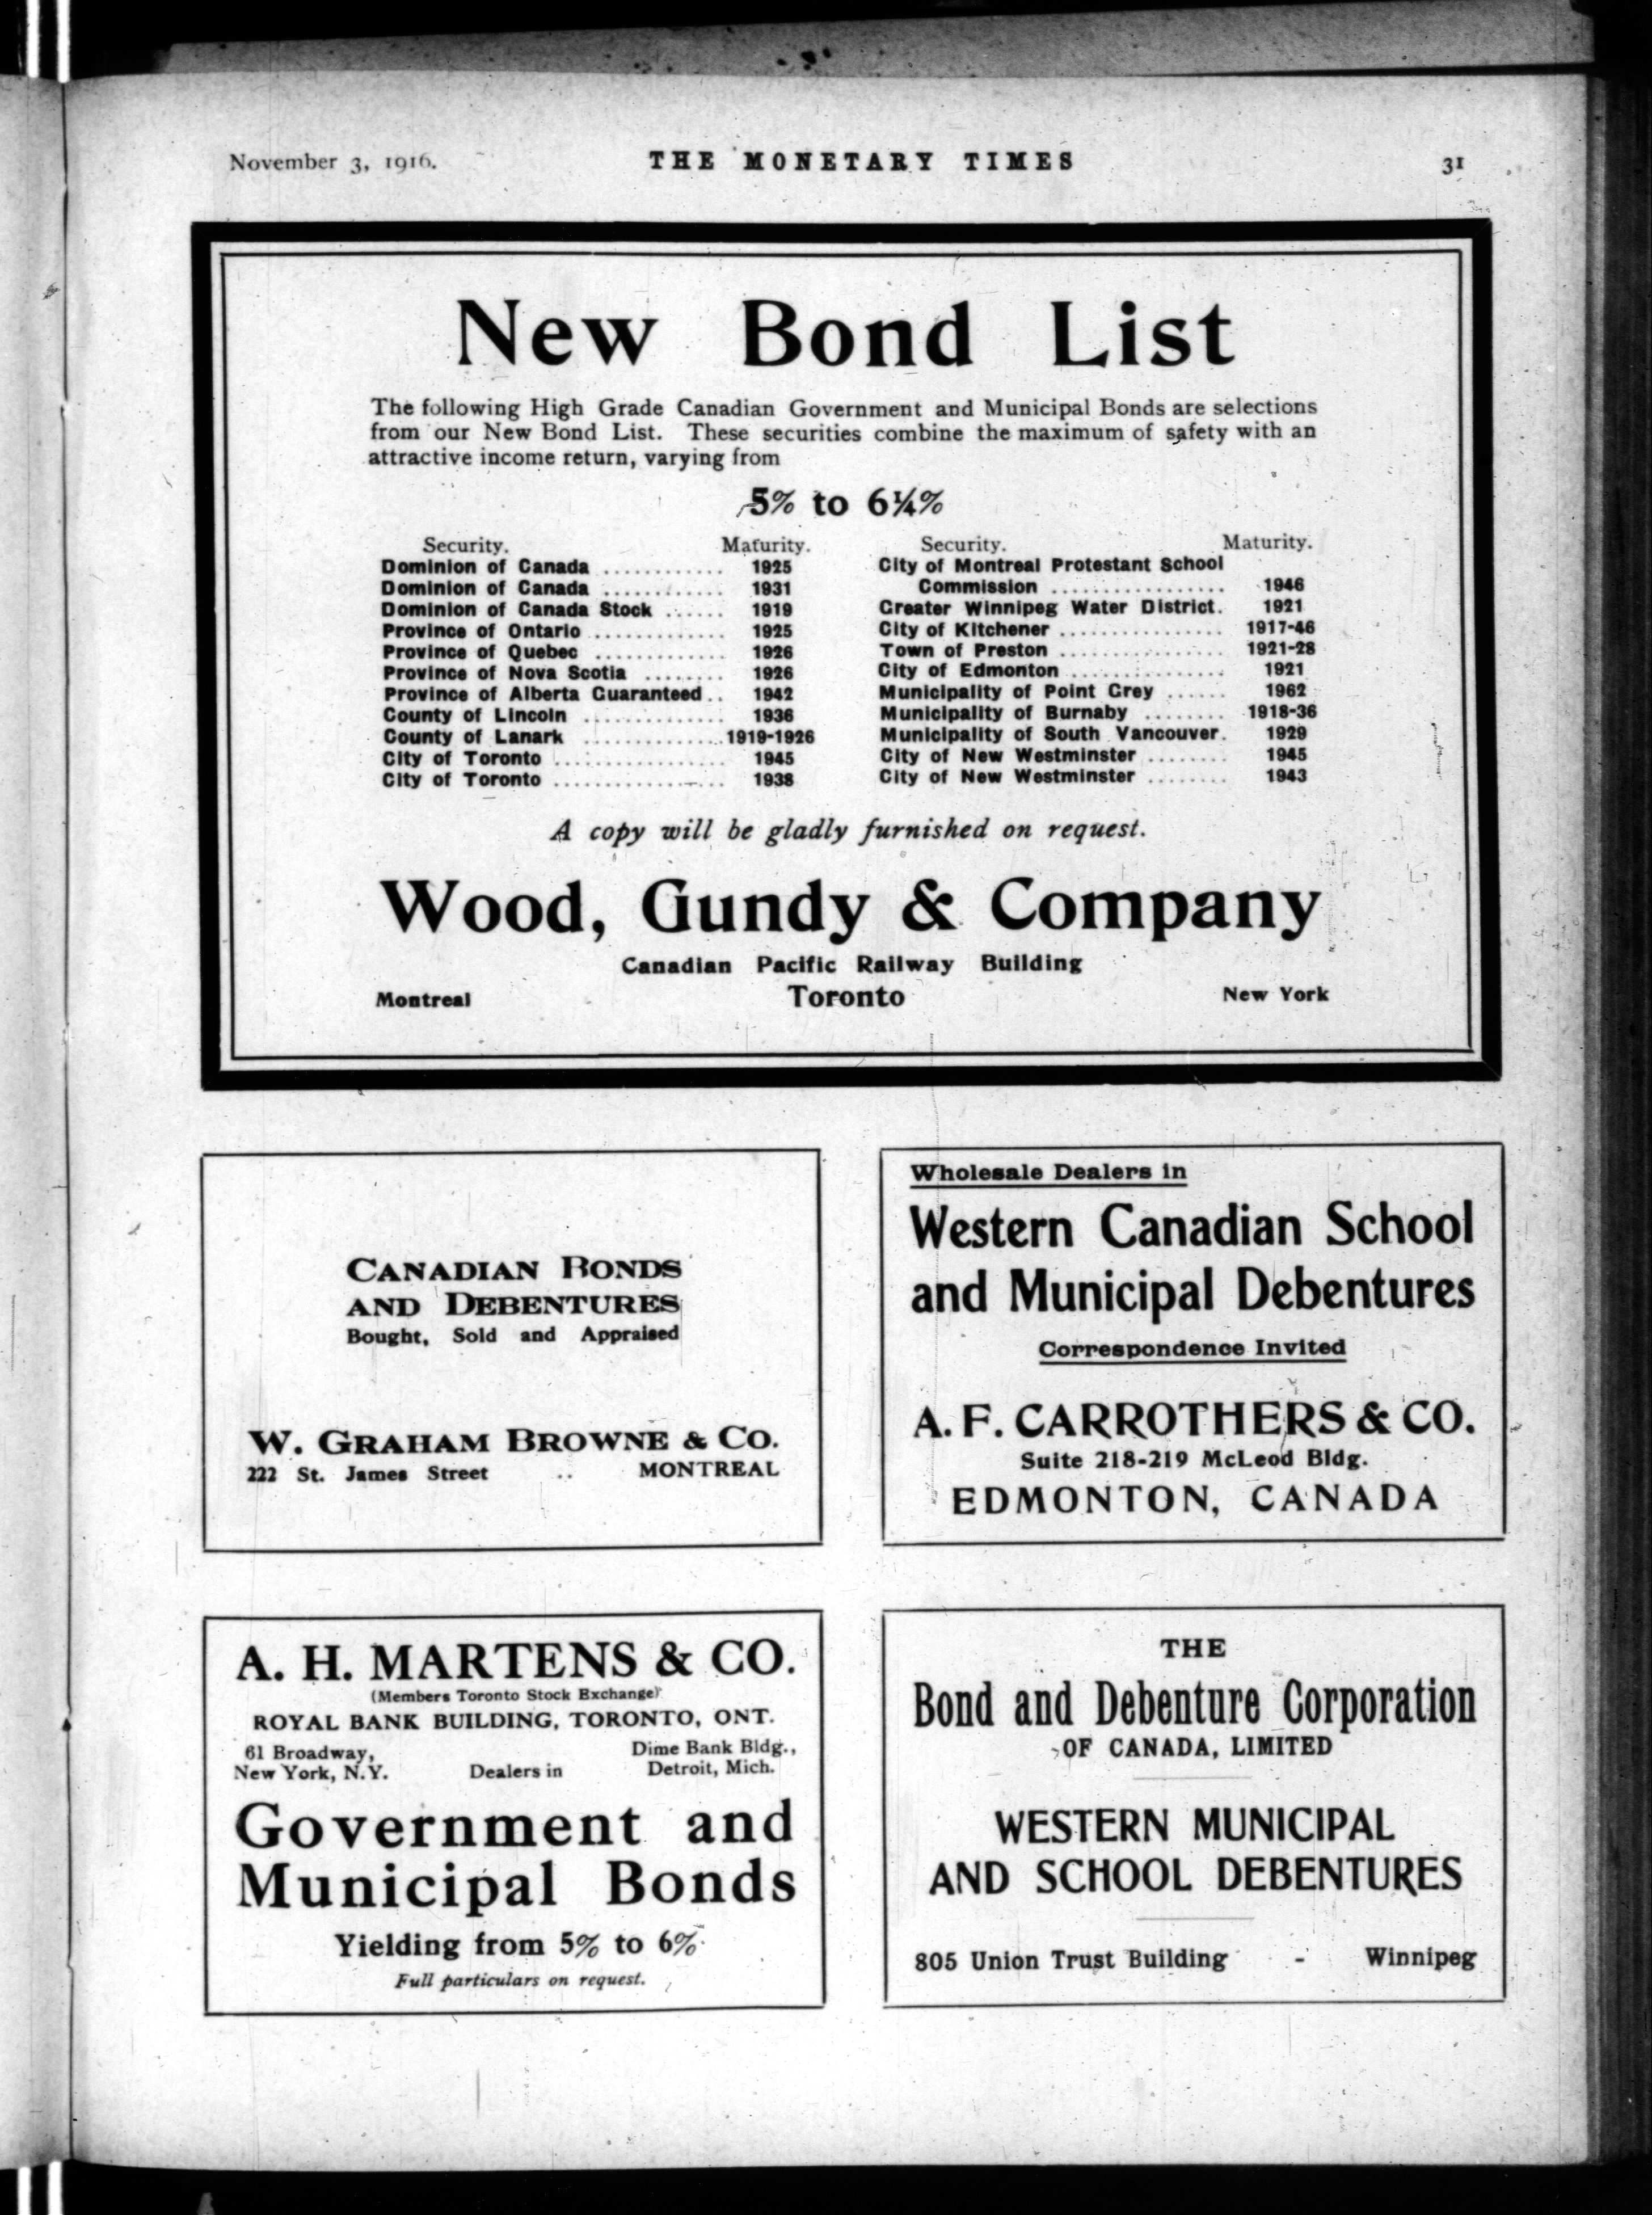 November 3, 1916.
THE MONETARY TIMES
31
New Bond List
The following High Grade Canadian Government and Municipal Bonds are selections
from our New Bond List. These securities combine the maximum of safety with an
attractive income return, varying from
5% to 6¼%
Security. Maturity.
Dominion of Canada ............ 1925
Dominion of Canada ............ 1931
Dominion of Canada Stock ...... 1919
Province of Ontario ............. 1925
Province of Quebec ............. 1926
Province of Nova Scotia ........ 1926
Province of Alberta Guaranteed.. 1942
County of Lincoln .............. 1936
County of Lanark ..............1919-1926
City of Toronto ................. 1945
City of Toronto ................. 1938
Security. Maturity.
City of Montreal Protestant School
Commission ................. 1946
Greater Winnipeg Water District. 1921
City of Kitchener ................ 1917-46
Town of Preston ................ 1921-28
City of Edmonton ............... 1921
Municipality of Point Grey ...... 1962
Municipality of Burnaby ........ 1918-36
Municipality of South Vancouver. 1929
City of New Westminster ........ 1945
City of New Westminster ........ 1943
A copy will be gladly furnished on request.
Wood, Gundy & Company
Canadian Pacific Railway Building
Montreal Toronto New York
CANADIAN BONDS
AND DEBENTURES
Bought, Sold and Appraised
W. GRAHAM BROWNE & CO.
222 St. James Street .. MONTREAL
Wholesale Dealers in
Western Canadian School
and Municipal Debentures
Correspondence Invited
A. F. CARROTHERS & CO.
Suite 218-219 McLeod Bldg.
EDMONTON, CANADA
A. H. MARTENS & CO.
(Members Toronto Stock Exchange)
ROYAL BANK BUILDING, TORONTO, ONT.
61 Broadway, Dime Bank Bldg.,
New York, N.Y. Dealers in Detroit, Mich.
Government and
Municipal Bonds
Yielding from 5% to 6%
Full particulars on request.
THE
Bond and Debenture Corporation
OF CANADA, LIMITED
WESTERN MUNICIPAL
AND SCHOOL DEBENTURES
805 Union Trust Building - Winnipeg